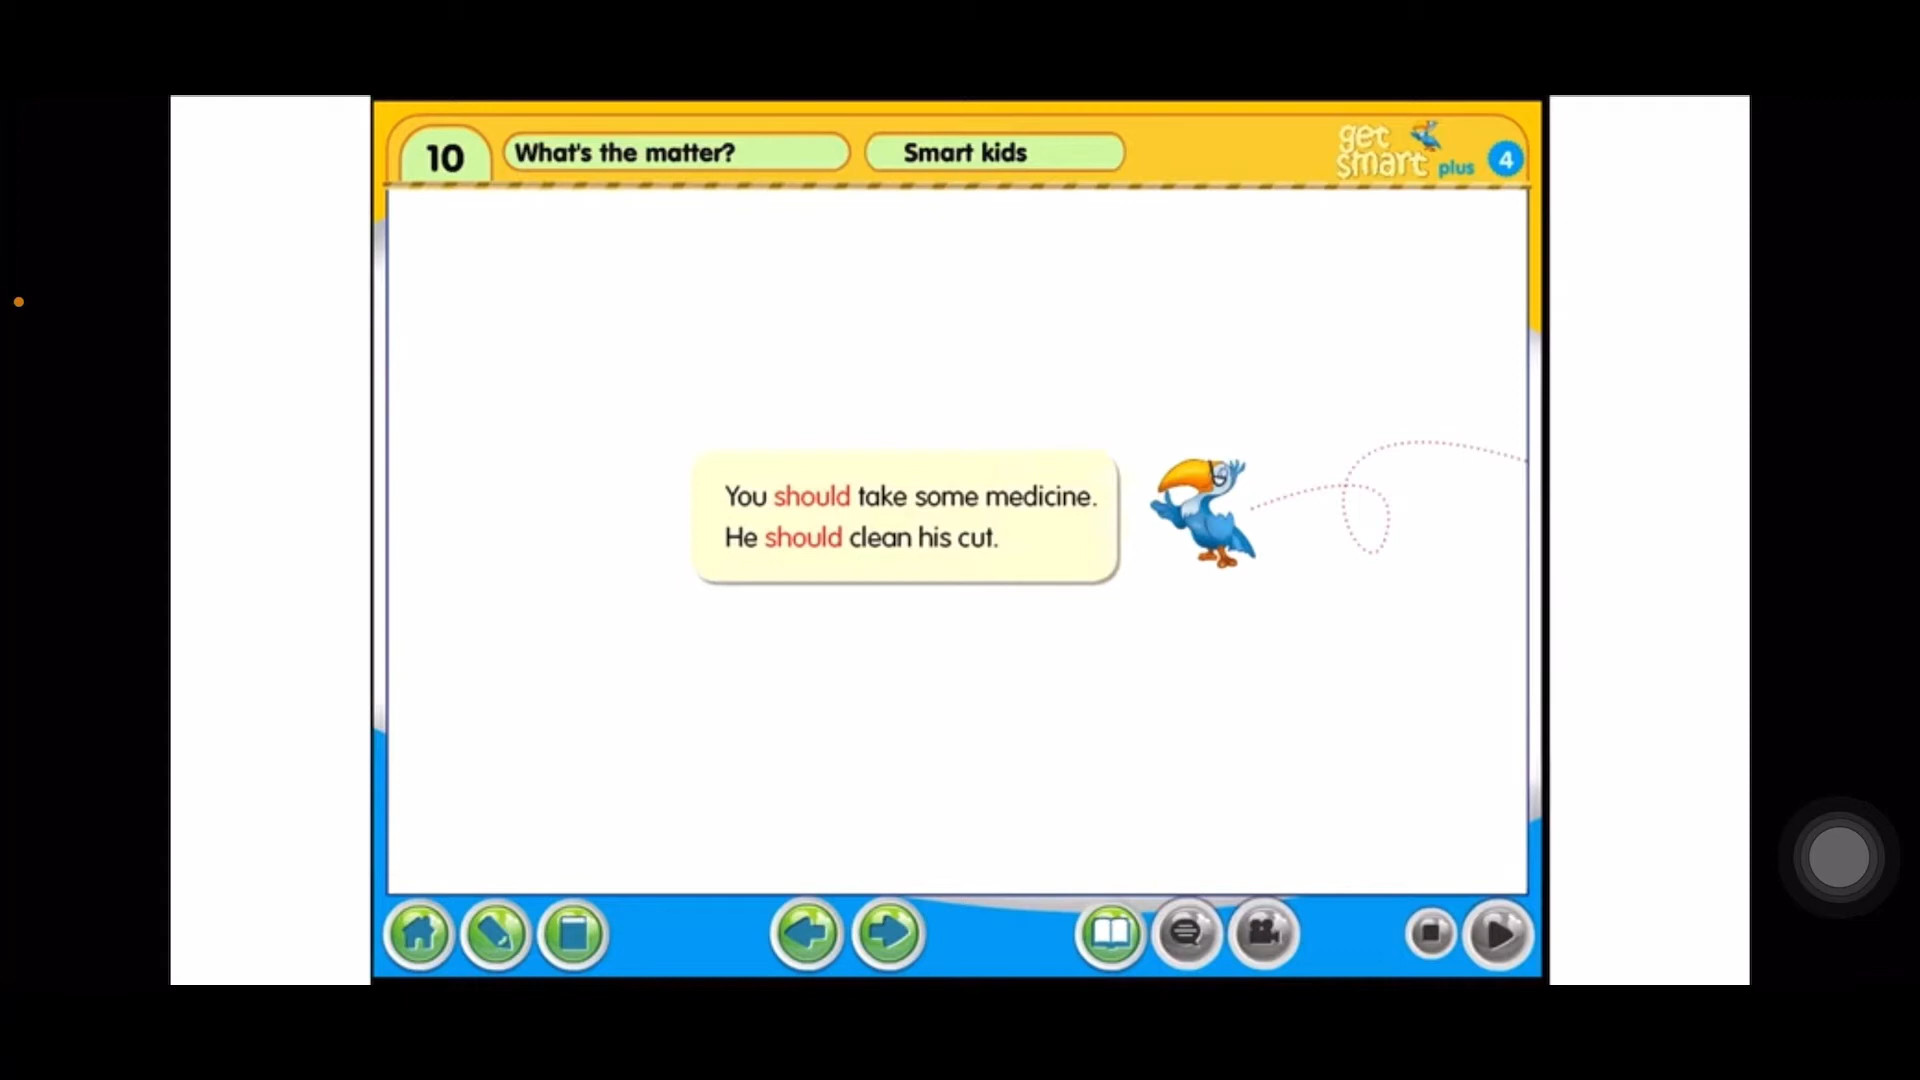 10
What's the matter?
Smart kids
get
smart plus 4
You should take some medicine.
He should clean his cut.